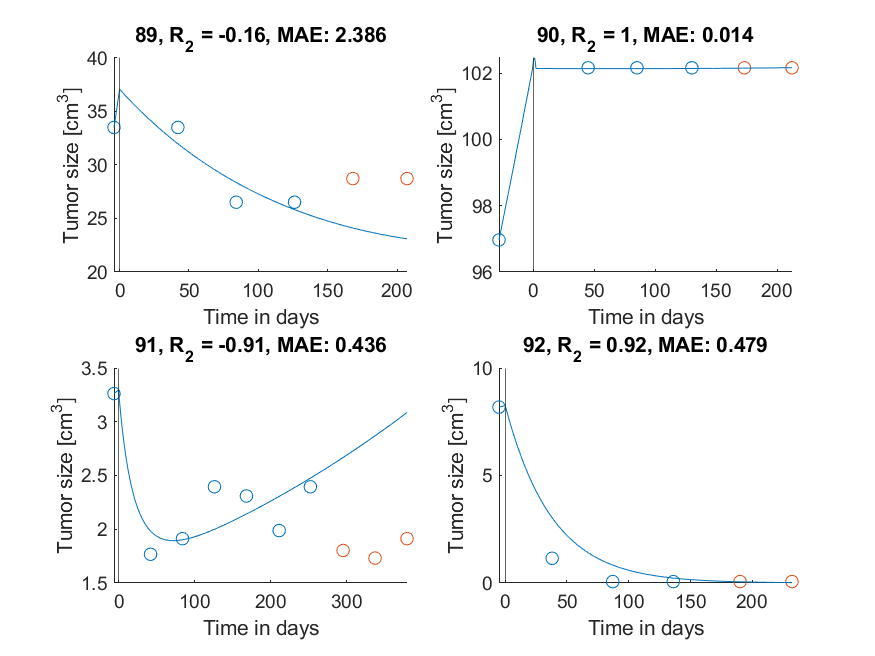 89, R2 = -0.16, MAE: 2.386
40
35
30
25
20
Tumor size [cm3]
0 50 100 150 200
Time in days
90, R2 = 1, MAE: 0.014
102
100
98
96
Tumor size [cm3]
0 50 100 150 200
Time in days
91, R2 = -0.91, MAE: 0.436
3.5
3
2.5
2
1.5
Tumor size [cm3]
0 100 200 300
Time in days
92, R2 = 0.92, MAE: 0.479
10
5
0
Tumor size [cm3]
0 50 100 150 200
Time in days